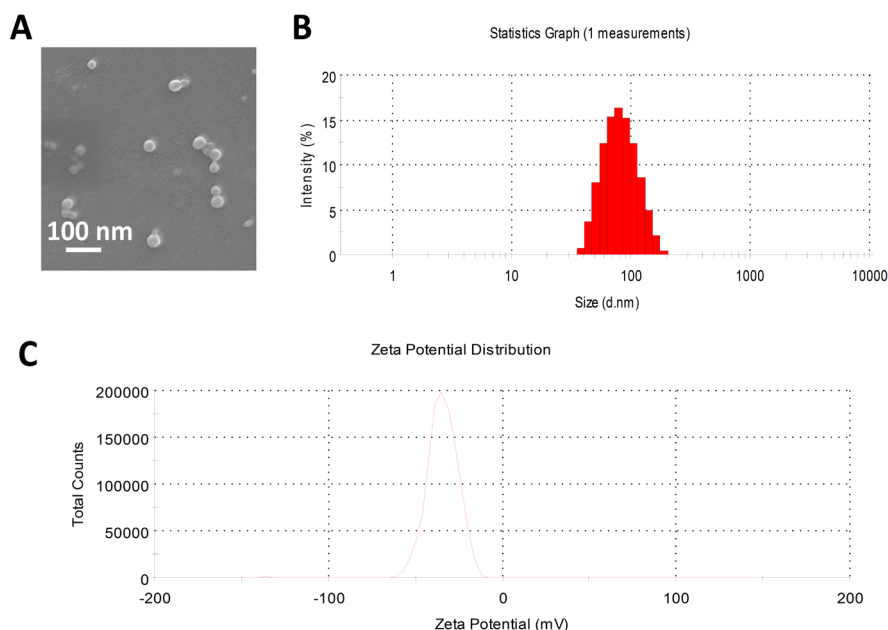 A
100 nm
B
Statistics Graph (1 measurements)
Intensity (%)
20
15
10
5
0
1 10 100 1000 10000
Size (d.nm)
C
Zeta Potential Distribution
Total Counts
200000
150000
100000
50000
0
-200 -100 0 100 200
Zeta Potential (mV)